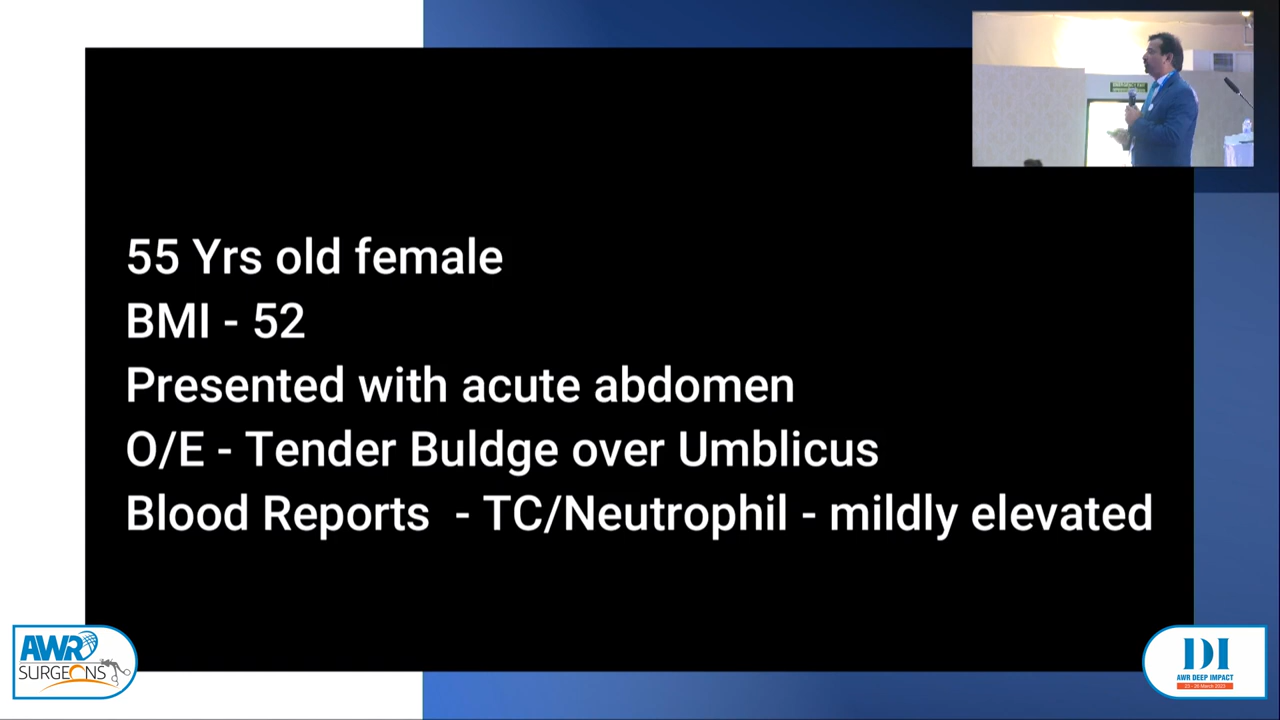 55 Yrs old female
BMI - 52
Presented with acute abdomen
O/E - Tender Buldge over Umblicus
Blood Reports - TC/Neutrophil - mildly elevated
AWR
SURGEONS
DI
AWR DEEP IMPACT